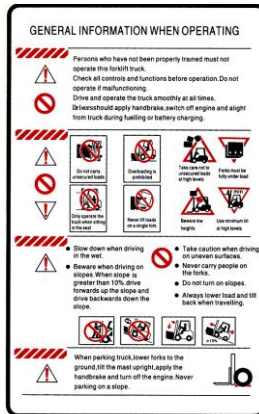 GENERAL INFORMATION WHEN OPERATING
Persons who have not been properly trained must not
operate this forklift truck.
Check all controls and functions before operation.Do not
operate if malfunctioning.
Drive and operate the truck smoothly at all times.
Driversshould apply handbrake,switch off engine and alight
from truck during fuelling or battery charging.
Do not carry
unsecured loads
Overloading is
prohibited
Take care not to
unsecured loads
at high levels
Forks must be
fully under load
Only operate the
truck when sitting
in the seat
Never lift loads
on a single fork
Beware low
heights
Use minimum tilt
at high levels
Slow down when driving
in the wet.
Beware when driving on
slopes. When slope is
greater than 10%.drive
forwards up the slope and
drive backwards down the
slope.
Take caution when driving
on uneven surfaces.
Never carry people on
the forks.
Do not turn on slopes.
Always lower load and tilt
back when travelling.
When parking truck,lower forks to the
ground,tilt the mast upright,apply the
handbrake and turn off the engine.Never
parking on a slope.